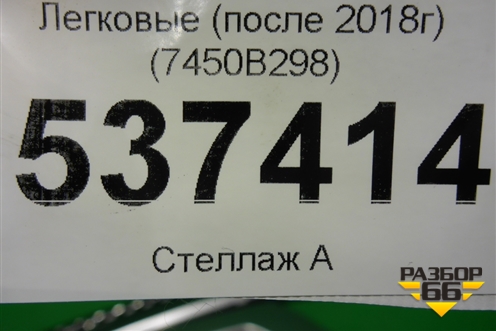 Легковые (после 2018г)
(7450B298)
537414
Стеллаж А
РАЗБОР
66